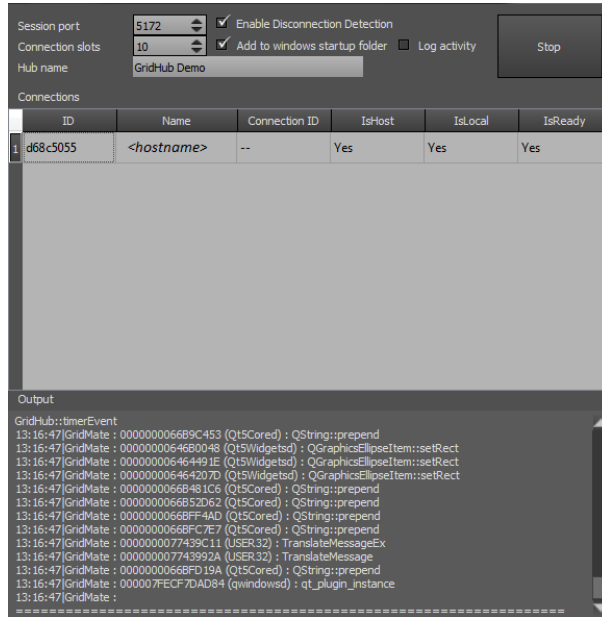 Session port 5172 Enable Disconnection Detection
Connection slots 10 Add to windows startup folder Log activity Stop
Hub name GridHub Demo
Connections
ID Name Connection ID IsHost IsLocal IsReady
1 d68c5055 <hostname> -- Yes Yes Yes
Output
GridHub::timerEvent
13:16:47|GridMate : 0000000066B9C453 (Qt5Cored) : QString::prepend
13:16:47|GridMate : 00000000646B0048 (Qt5Widgetsd) : QGraphicsEllipseItem::setRect
13:16:47|GridMate : 000000006464491E (Qt5Widgetsd) : QGraphicsEllipseItem::setRect
13:16:47|GridMate : 000000006464207D (Qt5Widgetsd) : QGraphicsEllipseItem::setRect
13:16:47|GridMate : 0000000066B481C6 (Qt5Cored) : QString::prepend
13:16:47|GridMate : 0000000066B52D62 (Qt5Cored) : QString::prepend
13:16:47|GridMate : 0000000066BFF4AD (Qt5Cored) : QString::prepend
13:16:47|GridMate : 0000000066BFC7E7 (Qt5Cored) : QString::prepend
13:16:47|GridMate : 0000000077439C11 (USER32) : TranslateMessageEx
13:16:47|GridMate : 000000007743992A (USER32) : TranslateMessage
13:16:47|GridMate : 0000000066BFD19A (Qt5Cored) : QString::prepend
13:16:47|GridMate : 000007FECF7DAD84 (qwindowsd) : qt_plugin_instance
13:16:47|GridMate :
=================================================================